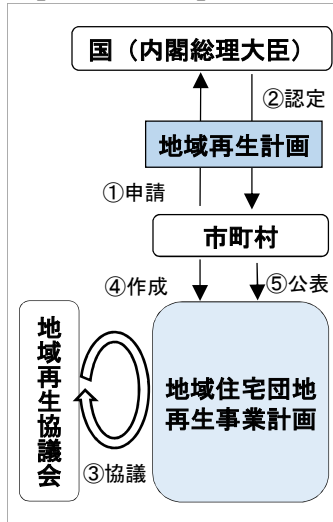 国（内閣総理大臣）
②認定
地域再生計画
①申請
市町村
④作成
⑤公表
地域再生協議会
地域住宅団地
再生事業計画
③協議